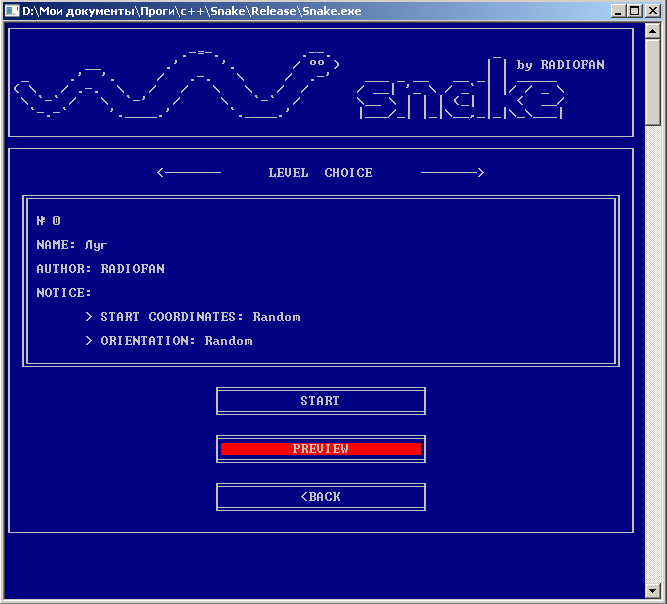 D:\Мои документы\Проги\c++\Snake\Release\Snake.exe
snake by RADIOFAN
<────── LEVEL CHOICE ──────>
№ 0
NAME: Луг
AUTHOR: RADIOFAN
NOTICE:
> START COORDINATES: Random
> ORIENTATION: Random
START
PREVIEW
<BACK